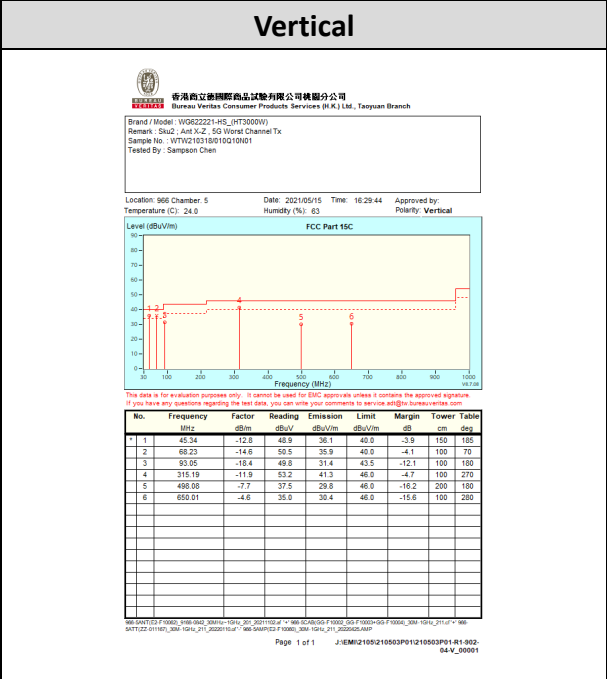 Vertical
BUREAU
VERITAS
香港商立德國際商品試驗有限公司桃園分公司
Bureau Veritas Consumer Products Services (H.K.) Ltd., Taoyuan Branch
Brand / Model : WG622221-HS_(HT3000W)
Remark : Sku2 ; Ant X-Z , 5G Worst Channel Tx
Sample No. : WTW210318/010Q10N01
Tested By : Sampson Chen
Location: 966 Chamber. 5 Date: 2021/05/15 Time: 16:29:44 Approved by:
Temperature (C): 24.0 Humidity (%): 63 Polarity: Vertical
Level (dBuV/m) FCC Part 15C
90
80
70
60
50
40
30
20
10
0
1 2 3 4 5 6
30 100 200 300 400 500 600 700 800 900 1000
Frequency (MHz)
V6.7.08
This data is for evaluation purposes only. It cannot be used for EMC approvals unless it contains the approved signature.
If you have any questions regarding the test data, you can write your comments to service.adt@tw.bureauveritas.com
No. Frequency Factor Reading Emission Limit Margin Tower Table
MHz dB/m dBuV dBuV/m dBuV/m dB cm deg
* 1 45.34 -12.8 48.9 36.1 40.0 -3.9 150 185
2 68.23 -14.6 50.5 35.9 40.0 -4.1 100 70
3 93.05 -18.4 49.8 31.4 43.5 -12.1 100 180
4 315.19 -11.9 53.2 41.3 46.0 -4.7 100 270
5 498.08 -7.7 37.5 29.8 46.0 -16.2 200 180
6 650.01 -4.6 35.0 30.4 46.0 -15.6 100 280
Page 1 of 1 J:\EMI\2105\210503P01\210503P01-R1-902-
04-V_00001